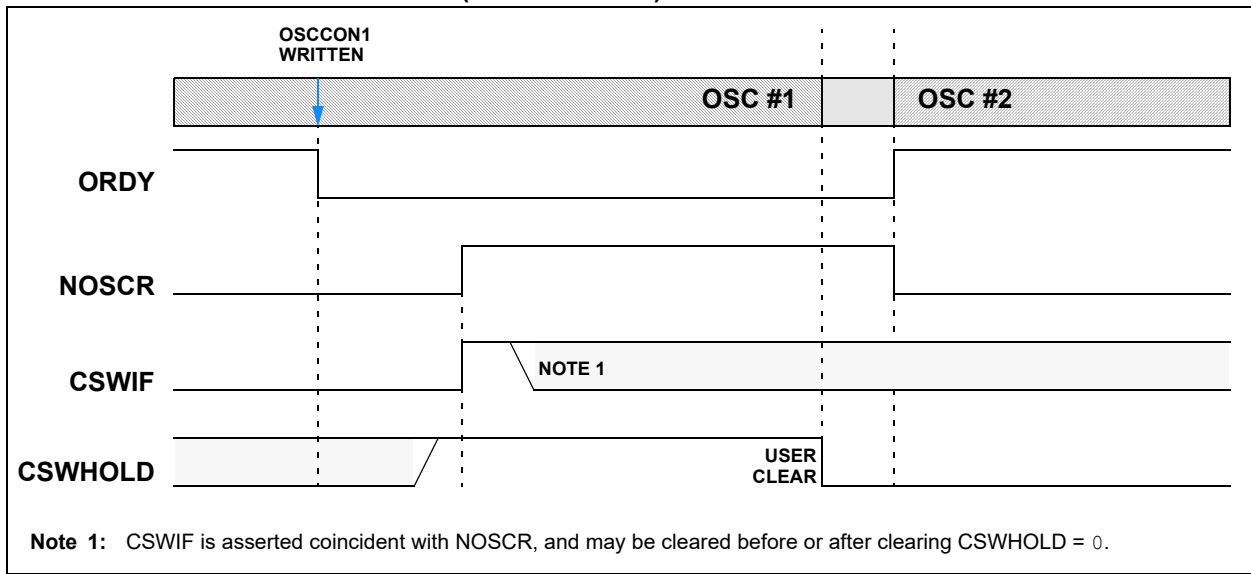 OSCCON1
WRITTEN
OSC #1
OSC #2
ORDY
NOSCR
CSWIF
NOTE 1
CSWHOLD
USER
CLEAR
Note 1: CSWIF is asserted coincident with NOSCR, and may be cleared before or after clearing CSWHOLD = 0.